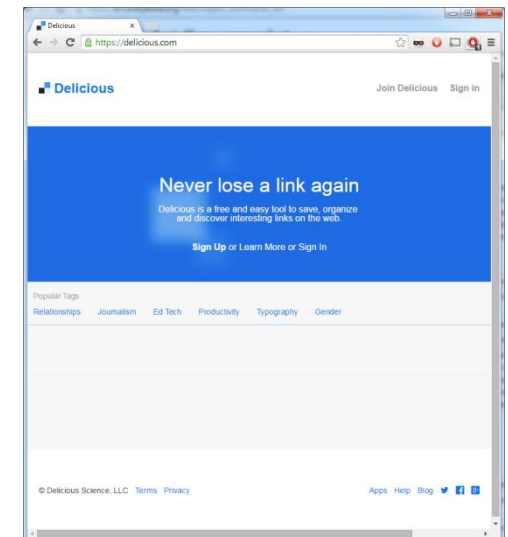 Delicious
https://delicious.com
Delicious
Join Delicious Sign in
Never lose a link again
Delicious is a free and easy tool to save, organize
and discover interesting links on the web.
Sign Up or Learn More or Sign In
Popular Tags
Relationships Journalism Ed Tech Productivity Typography Gender
© Delicious Science, LLC Terms Privacy
Apps Help Blog